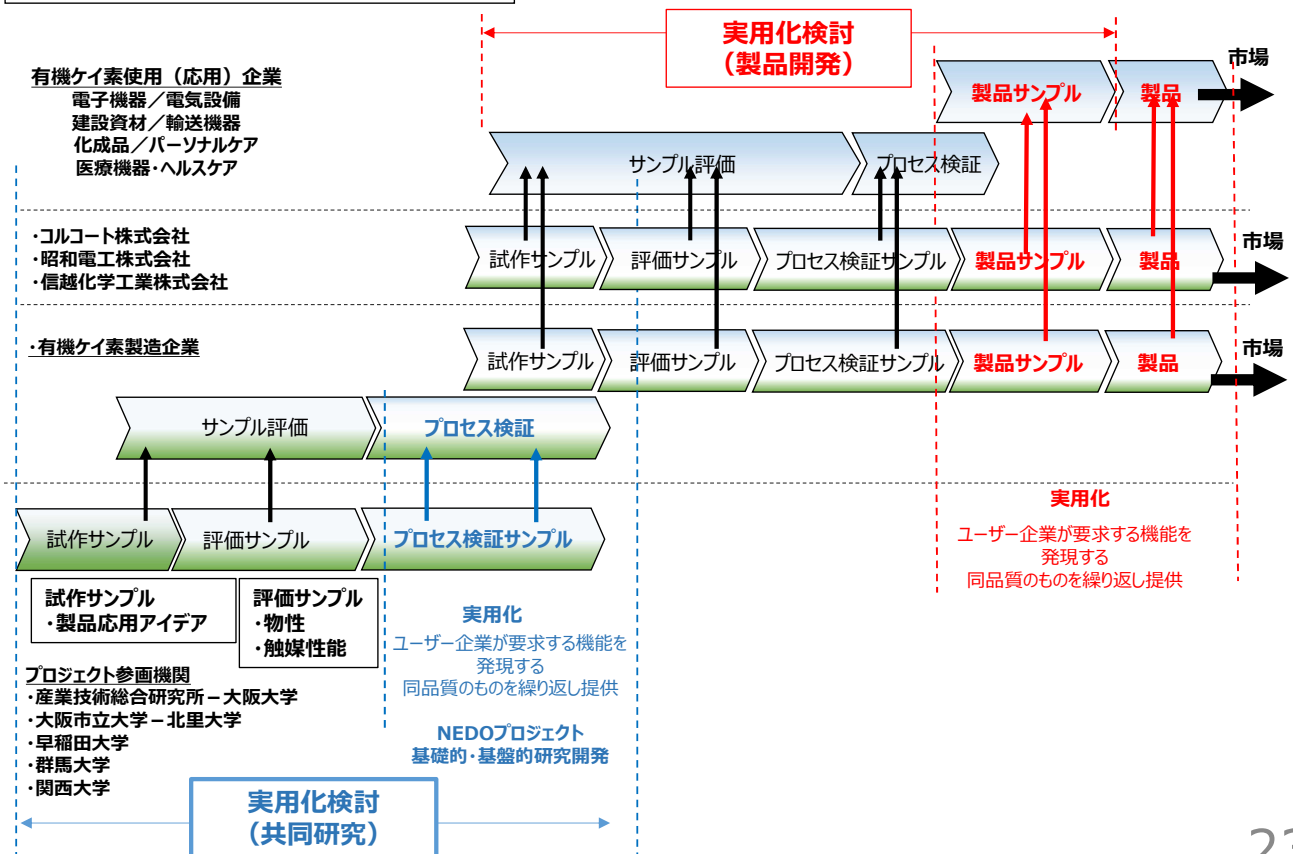 実用化検討
（製品開発）
市場
有機ケイ素使用（応用）企業
電子機器／電気設備
建設資材／輸送機器
化成品／パーソナルケア
医療機器・ヘルスケア
製品サンプル
製品
サンプル評価
プロセス検証
・コルコート株式会社
・昭和電工株式会社
・信越化学工業株式会社
試作サンプル
評価サンプル
プロセス検証サンプル
製品サンプル
製品
市場
・有機ケイ素製造企業
試作サンプル
評価サンプル
プロセス検証サンプル
製品サンプル
製品
市場
サンプル評価
プロセス検証
試作サンプル
評価サンプル
プロセス検証サンプル
実用化
ユーザー企業が要求する機能を
発現する
同品質のものを繰り返し提供
試作サンプル
・製品応用アイデア
評価サンプル
・物性
・触媒性能
実用化
ユーザー企業が要求する機能を
発現する
同品質のものを繰り返し提供
NEDOプロジェクト
基礎的・基盤的研究開発
プロジェクト参画機関
・産業技術総合研究所－大阪大学
・大阪市立大学－北里大学
・早稲田大学
・群馬大学
・関西大学
実用化検討
（共同研究）